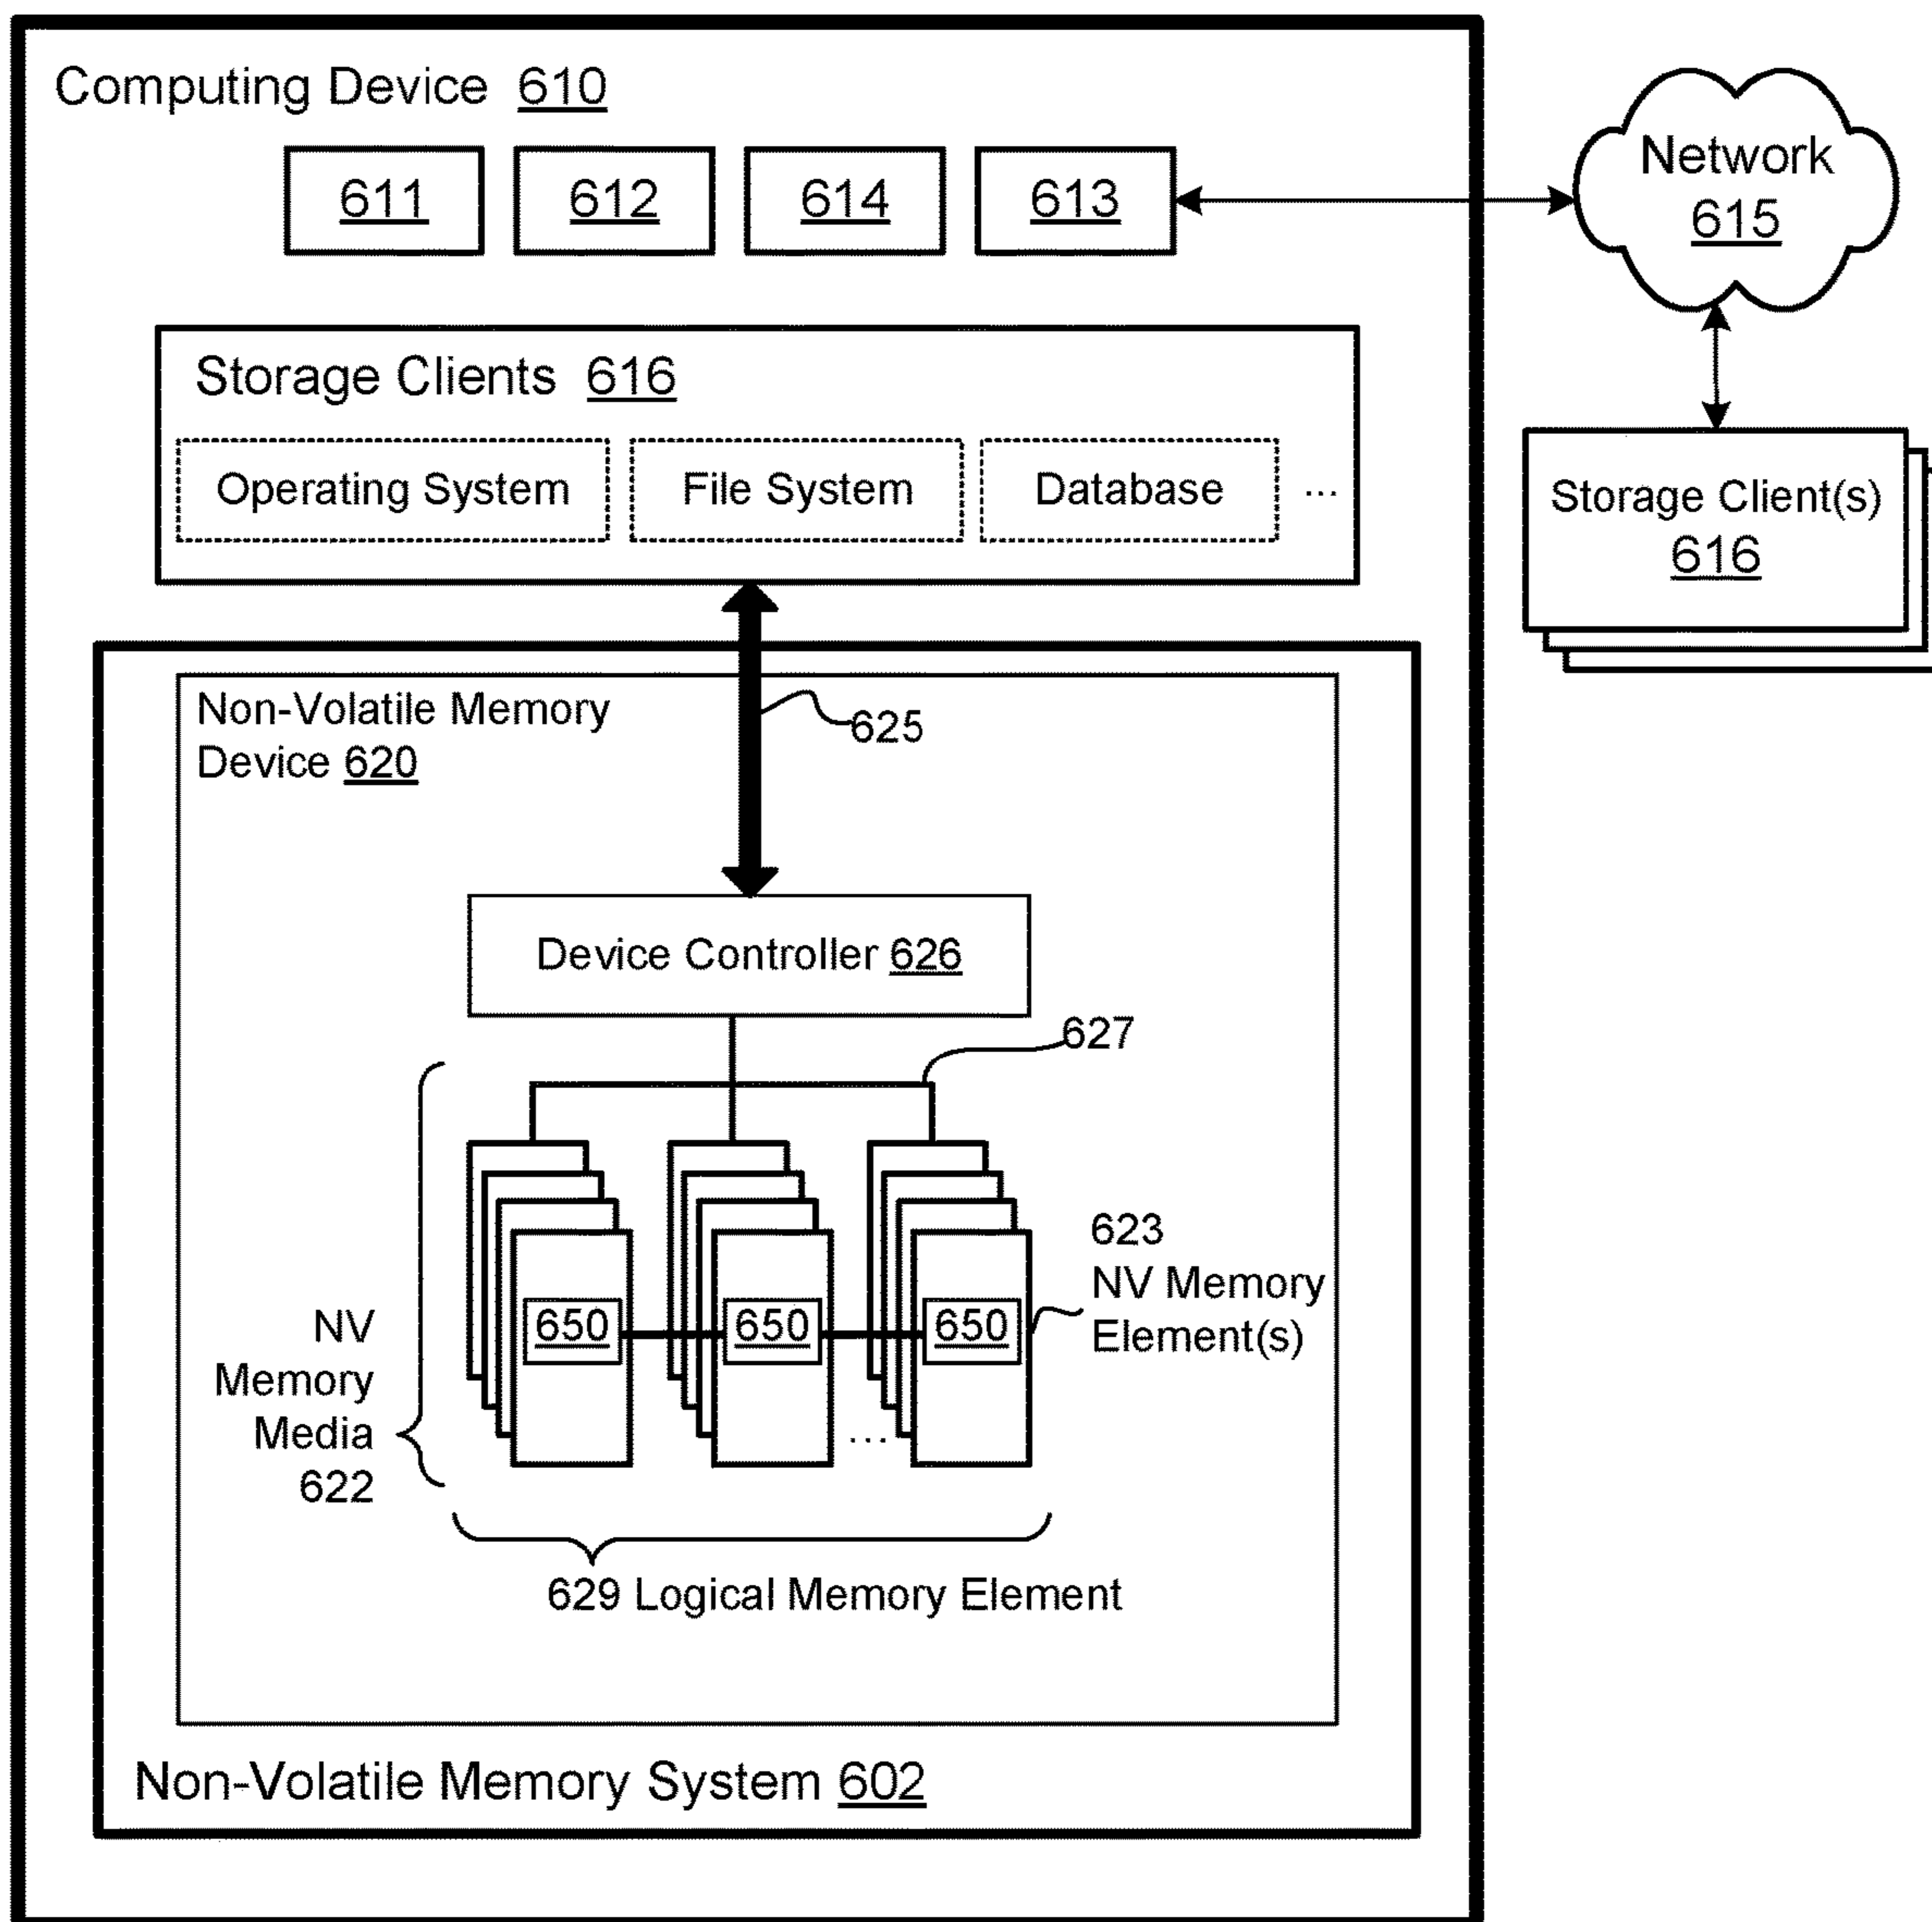 Computing Device 610
611
612
614
613
Network
615
Storage Clients 616
Operating System
File System
Database
...
Storage Client(s)
616
Non-Volatile Memory
Device 620
625
Device Controller 626
627
623
NV Memory
Element(s)
650
650
650
NV
Memory
Media
622
...
629 Logical Memory Element
Non-Volatile Memory System 602